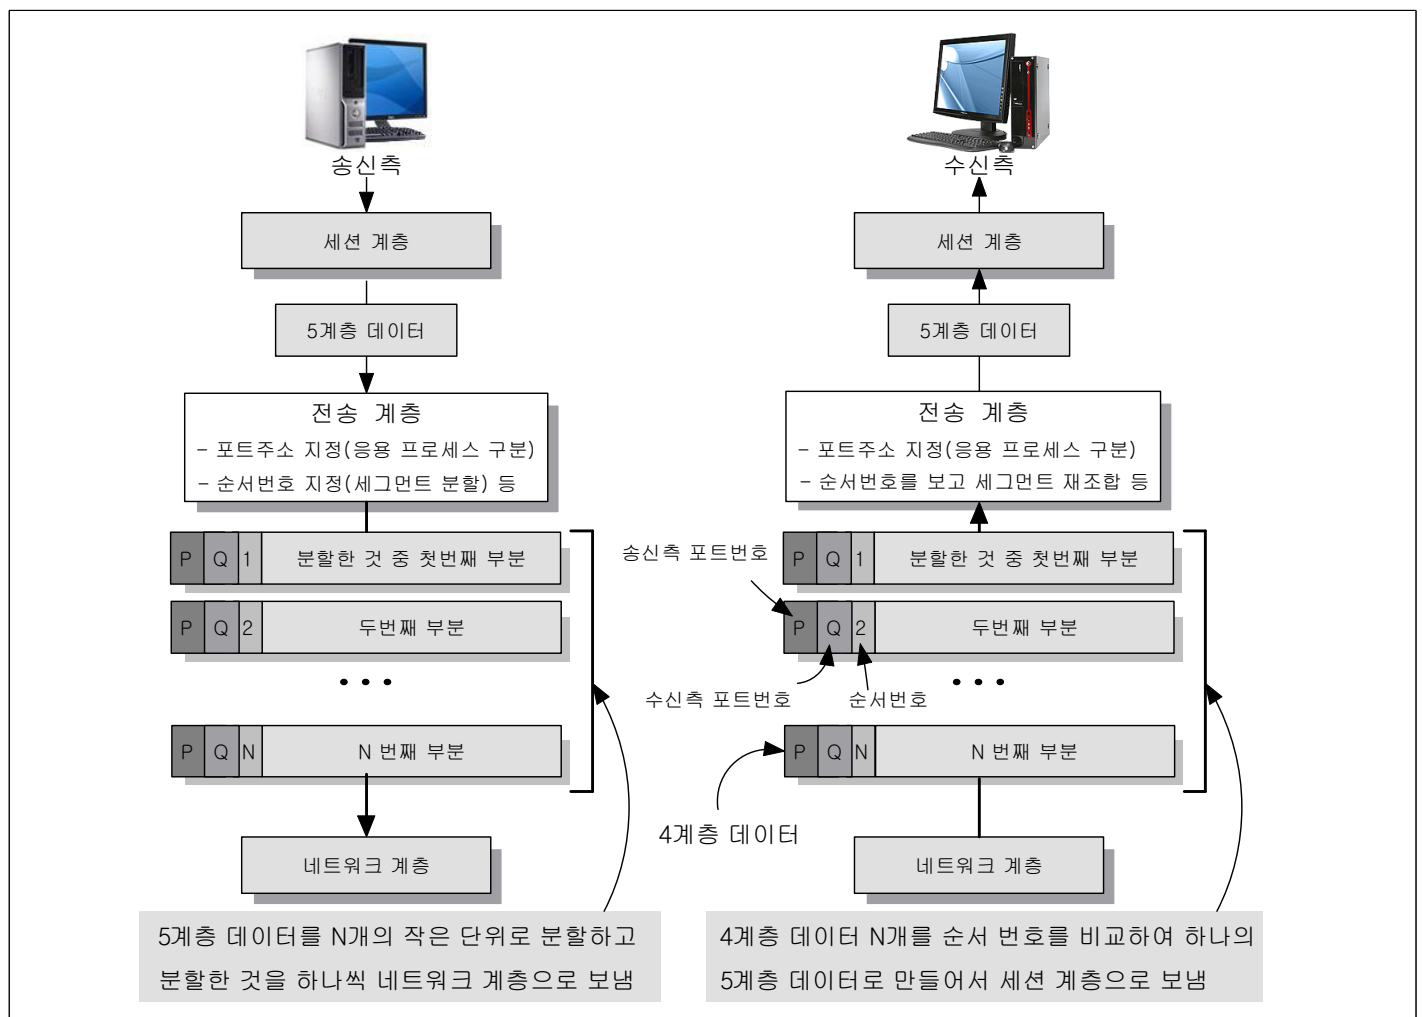 송신측
세션 계층
5계층 데이터
전송 계층
- 포트주소 지정(응용 프로세스 구분)
- 순서번호 지정(세그먼트 분할) 등
P Q 1 분할한 것 중 첫번째 부분
P Q 2 두번째 부분
• • •
P Q N N 번째 부분
네트워크 계층
5계층 데이터를 N개의 작은 단위로 분할하고
분할한 것을 하나씩 네트워크 계층으로 보냄
수신측
세션 계층
5계층 데이터
전송 계층
- 포트주소 지정(응용 프로세스 구분)
- 순서번호를 보고 세그먼트 재조합 등
송신측 포트번호
P Q 1 분할한 것 중 첫번째 부분
P Q 2 두번째 부분
수신측 포트번호
순서번호
• • •
P Q N N 번째 부분
4계층 데이터
네트워크 계층
4계층 데이터 N개를 순서 번호를 비교하여 하나의
5계층 데이터로 만들어서 세션 계층으로 보냄